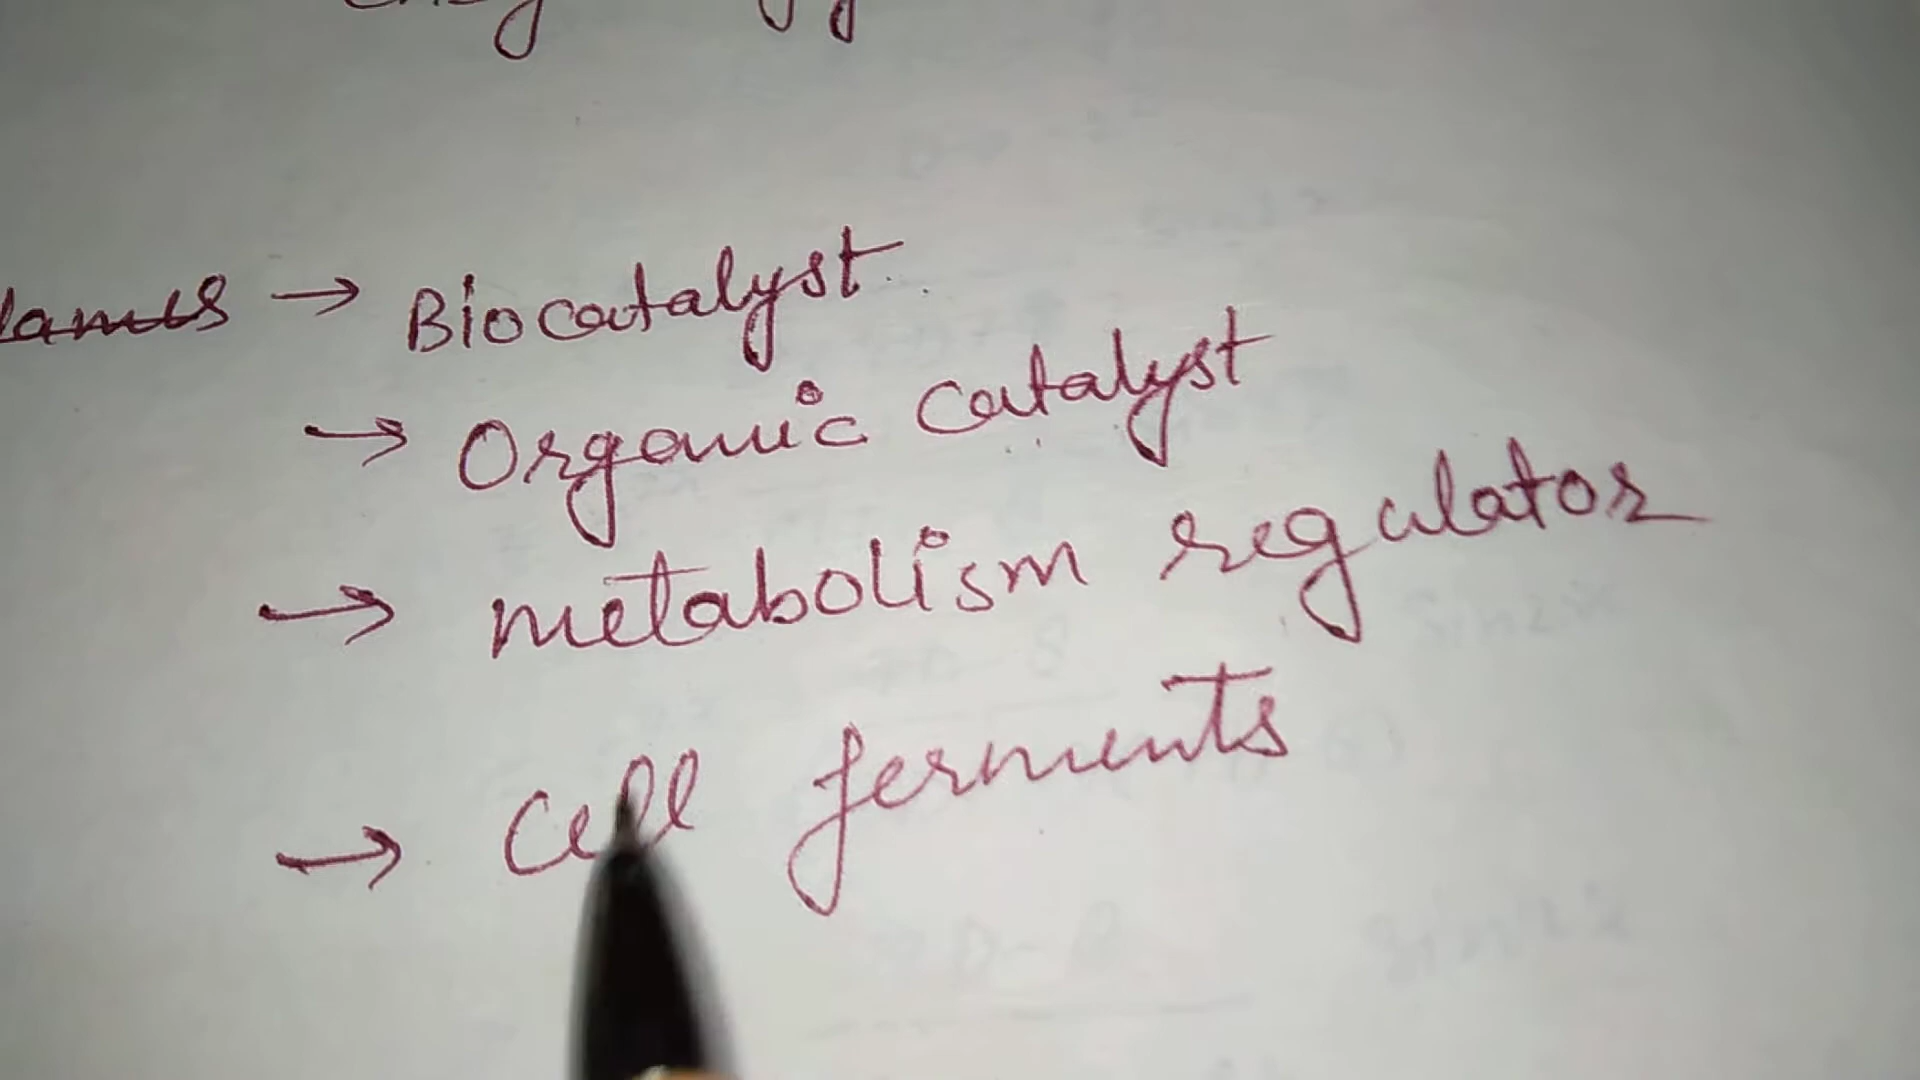 → Biocatalyst
→ Organic catalyst
→ metabolism regulator
→ Cell ferments